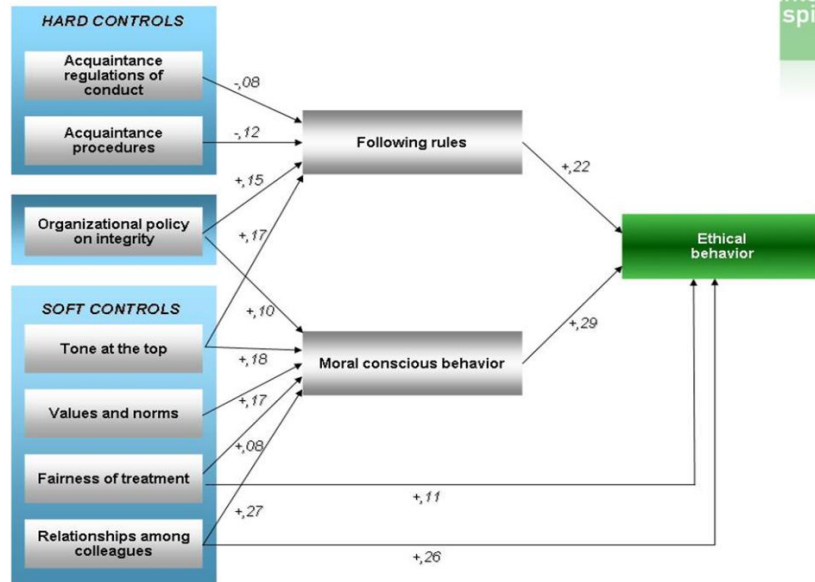 HARD CONTROLS
Acquaintance
regulations of
conduct
-,08
Acquaintance
procedures
-,12
Following rules
+,22
Organizational policy
on integrity
+,15
+,17
+,10
Ethical
behavior
SOFT CONTROLS
Tone at the top
+,18
Moral conscious behavior
+,29
Values and norms
+,17
Fairness of treatment
+,08
+,11
Relationships among
colleagues
+,27
+,26
spi